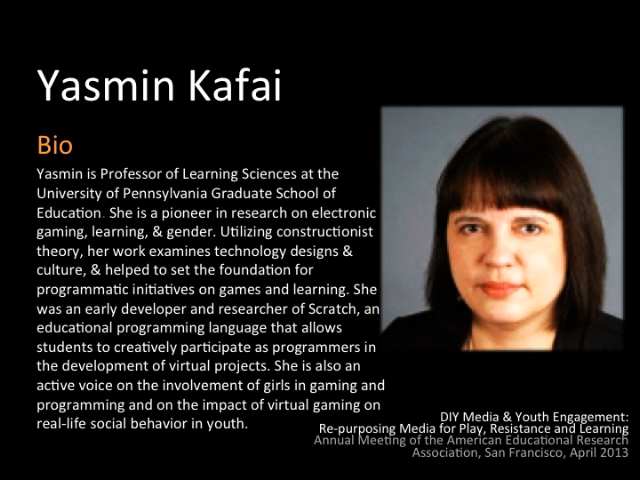 Yasmin Kafai
Bio
Yasmin is Professor of Learning Sciences at the
University of Pennsylvania Graduate School of
Education. She is a pioneer in research on electronic
gaming, learning, & gender. Utilizing constructionist
theory, her work examines technology designs &
culture, & helped to set the foundation for
programmatic initiatives on games and learning. She
was an early developer and researcher of Scratch, an
educational programming language that allows
students to creatively participate as programmers in
the development of virtual projects. She is also an
active voice on the involvement of girls in gaming and
programming and on the impact of virtual gaming on
real-life social behavior in youth.
DIY Media & Youth Engagement:
Re-purposing Media for Play, Resistance and Learning
Annual Meeting of the American Educational Research
Association, San Francisco, April 2013